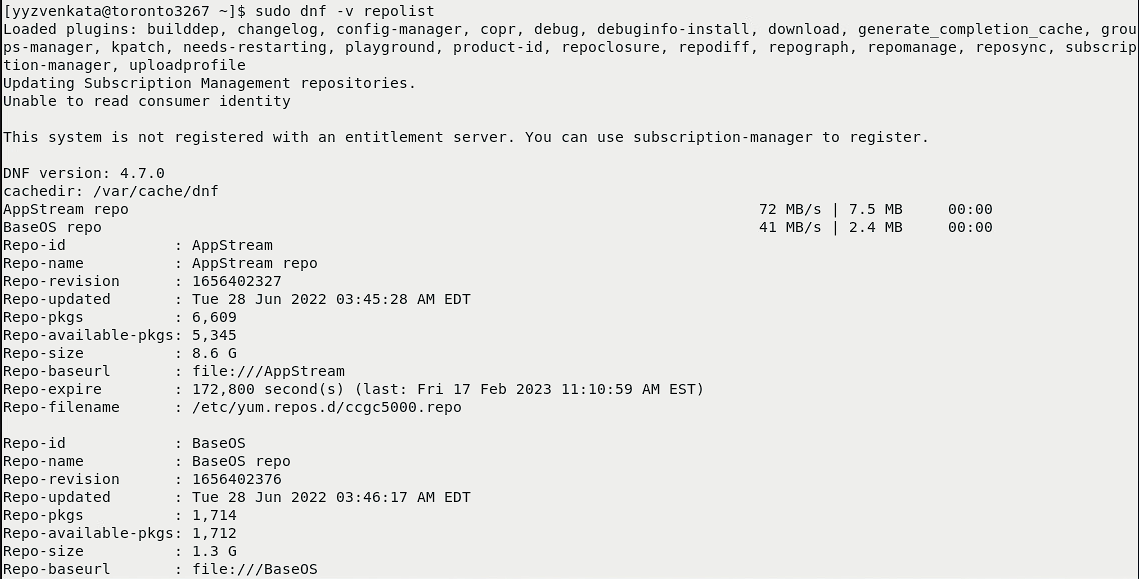 [yyzvenkata@toronto3267 ~]$ sudo dnf -v repolist
Loaded plugins: builddep, changelog, config-manager, copr, debug, debuginfo-install, download, generate_completion_cache, grou
ps-manager, kpatch, needs-restarting, playground, product-id, repoclosure, repodiff, repograph, repomanage, reposync, subscrip
tion-manager, uploadprofile
Updating Subscription Management repositories.
Unable to read consumer identity

This system is not registered with an entitlement server. You can use subscription-manager to register.

DNF version: 4.7.0
cachedir: /var/cache/dnf
AppStream repo                                                                      72 MB/s | 7.5 MB     00:00
BaseOS repo                                                                         41 MB/s | 2.4 MB     00:00
Repo-id            : AppStream
Repo-name          : AppStream repo
Repo-revision      : 1656402327
Repo-updated       : Tue 28 Jun 2022 03:45:28 AM EDT
Repo-pkgs          : 6,609
Repo-available-pkgs: 5,345
Repo-size          : 8.6 G
Repo-baseurl       : file:///AppStream
Repo-expire        : 172,800 second(s) (last: Fri 17 Feb 2023 11:10:59 AM EST)
Repo-filename      : /etc/yum.repos.d/ccgc5000.repo

Repo-id            : BaseOS
Repo-name          : BaseOS repo
Repo-revision      : 1656402376
Repo-updated       : Tue 28 Jun 2022 03:46:17 AM EDT
Repo-pkgs          : 1,714
Repo-available-pkgs: 1,712
Repo-size          : 1.3 G
Repo-baseurl       : file:///BaseOS